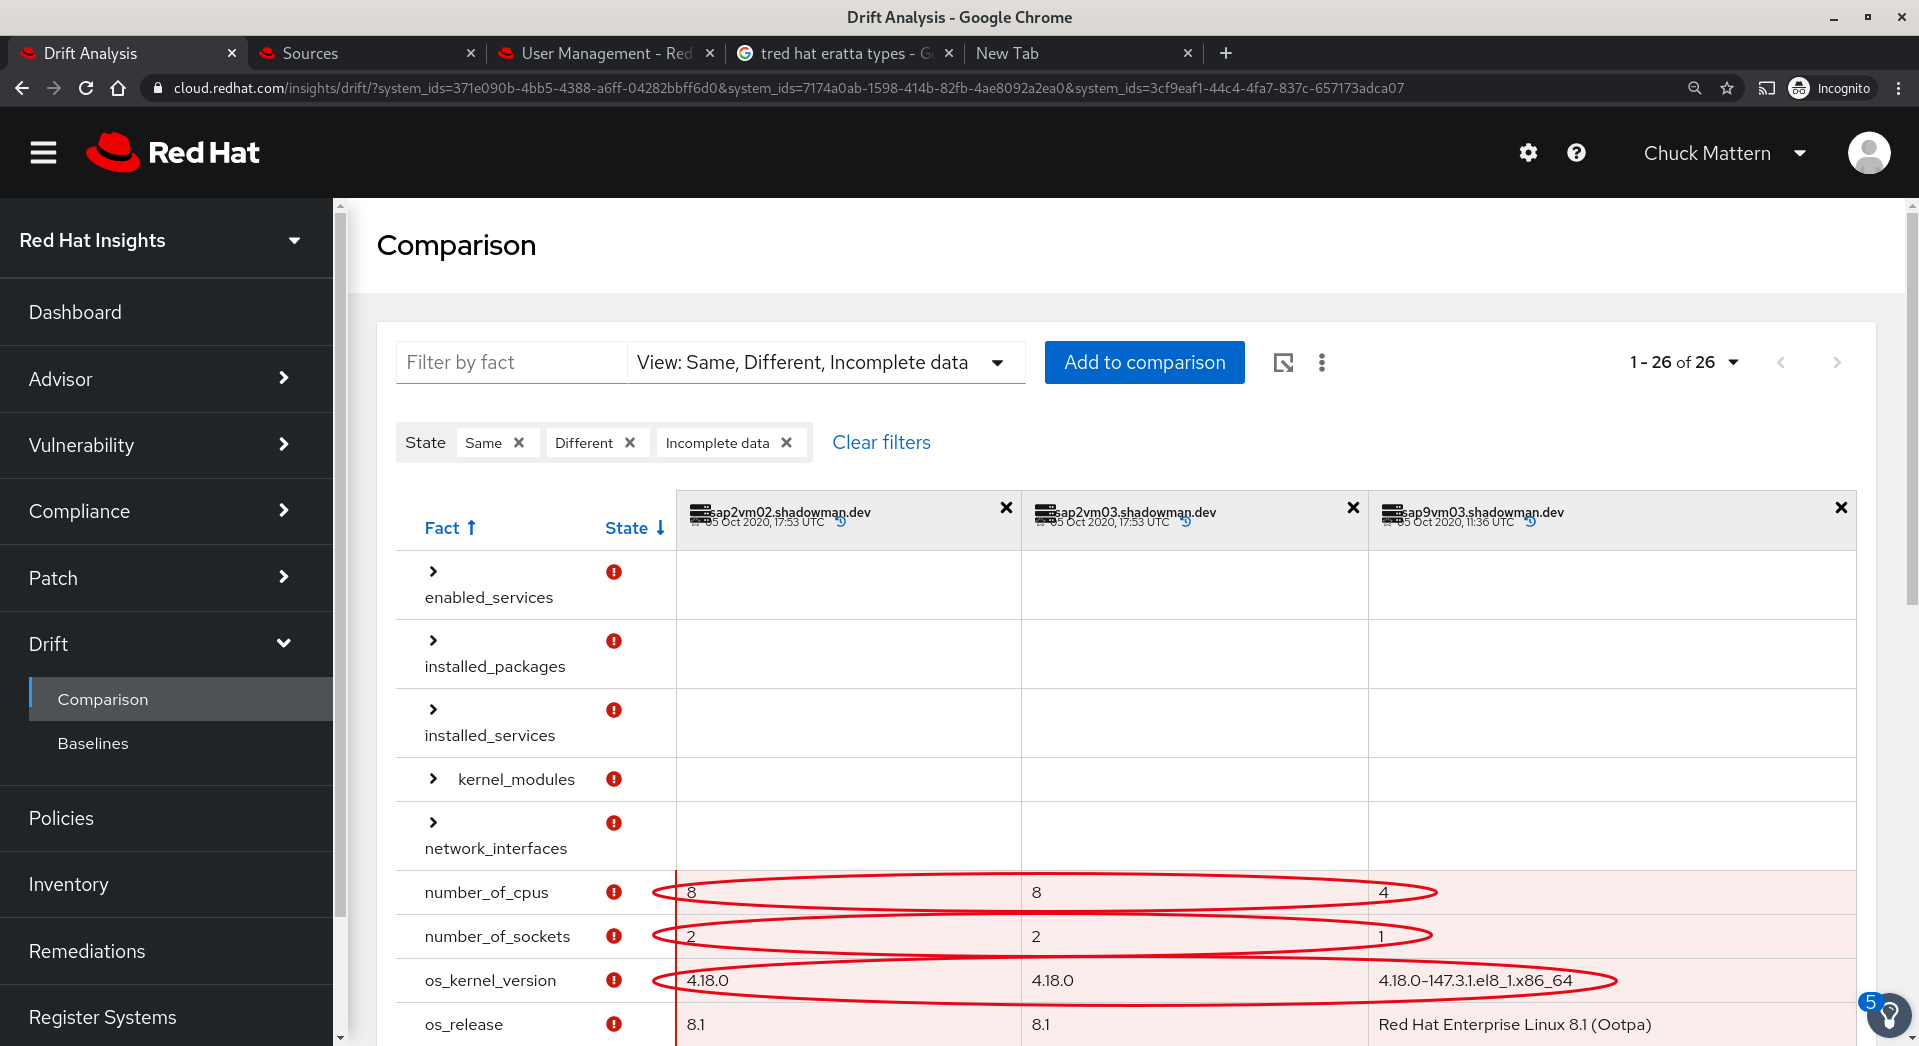 Drift Analysis - Google Chrome
Drift Analysis
Sources
User Management - Red
tred hat eratta types - G
New Tab
cloud.redhat.com/insights/drift/?system_ids=371e090b-4bb5-4388-a6ff-04282bbff6d0&system_ids=7174a0ab-1598-414b-82fb-4ae8092a2ea0&system_ids=3cf9eaf1-44c4-4fa7-837c-657173adca07
Incognito
Red Hat
Chuck Mattern
Red Hat Insights
Dashboard
Advisor
Vulnerability
Compliance
Patch
Drift
Comparison
Baselines
Policies
Inventory
Remediations
Register Systems
Comparison
Filter by fact
View: Same, Different, Incomplete data
Add to comparison
1 - 26 of 26
State Same Different Incomplete data Clear filters
Fact State
sap2vm02.shadowman.dev
05 Oct 2020, 17:53 UTC
sap2vm03.shadowman.dev
05 Oct 2020, 17:53 UTC
sap9vm03.shadowman.dev
05 Oct 2020, 11:36 UTC
enabled_services
installed_packages
installed_services
kernel_modules
network_interfaces
number_of_cpus 8 8 4
number_of_sockets 2 2 1
os_kernel_version 4.18.0 4.18.0 4.18.0-147.3.1.el8_1.x86_64
os_release 8.1 8.1 Red Hat Enterprise Linux 8.1 (Ootpa)
5